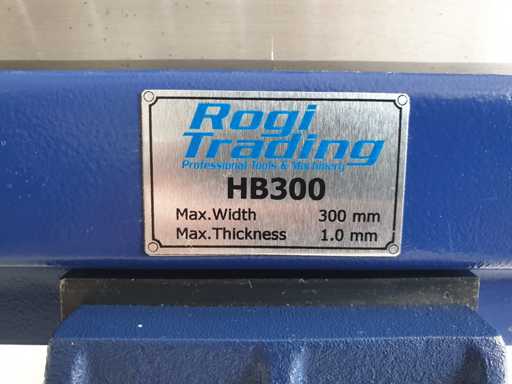 Rogi
Trading
Professional Tools & Machinery
HB300
Max.Width 300 mm
Max.Thickness 1.0 mm